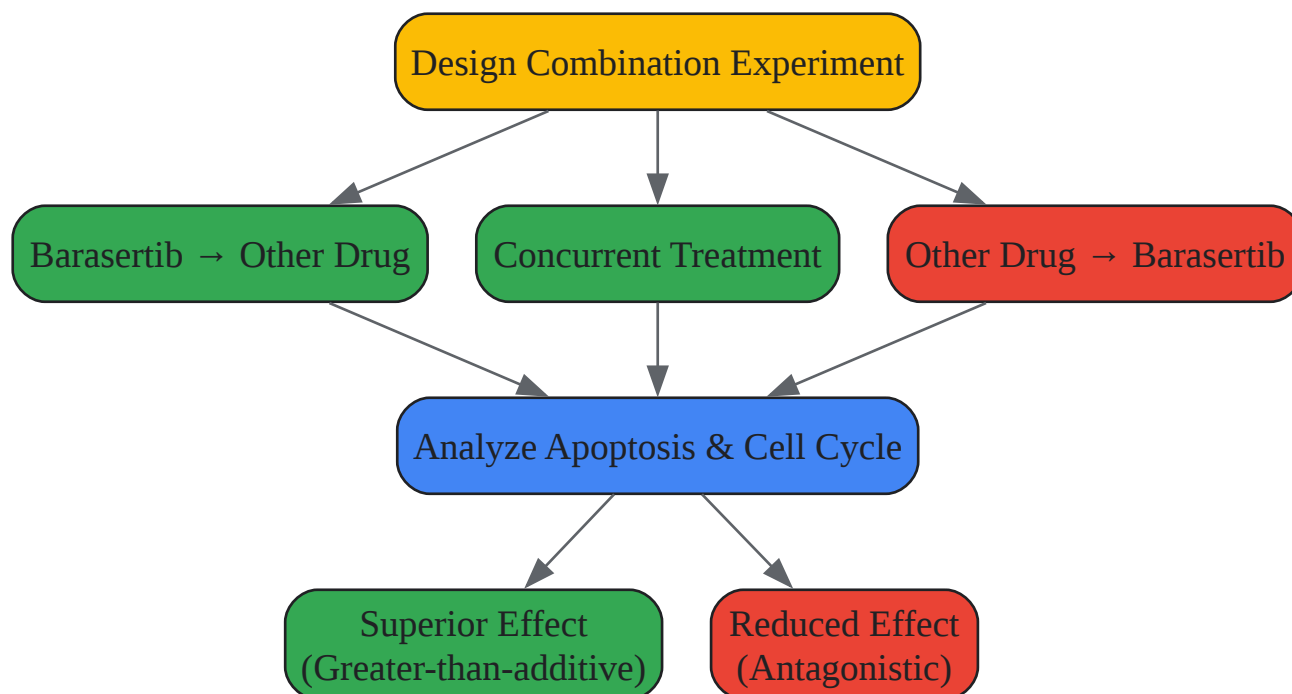 Design Combination Experiment
Barasertib → Other Drug
Concurrent Treatment
Other Drug → Barasertib
Analyze Apoptosis & Cell Cycle
Superior Effect
(Greater-than-additive)
Reduced Effect
(Antagonistic)